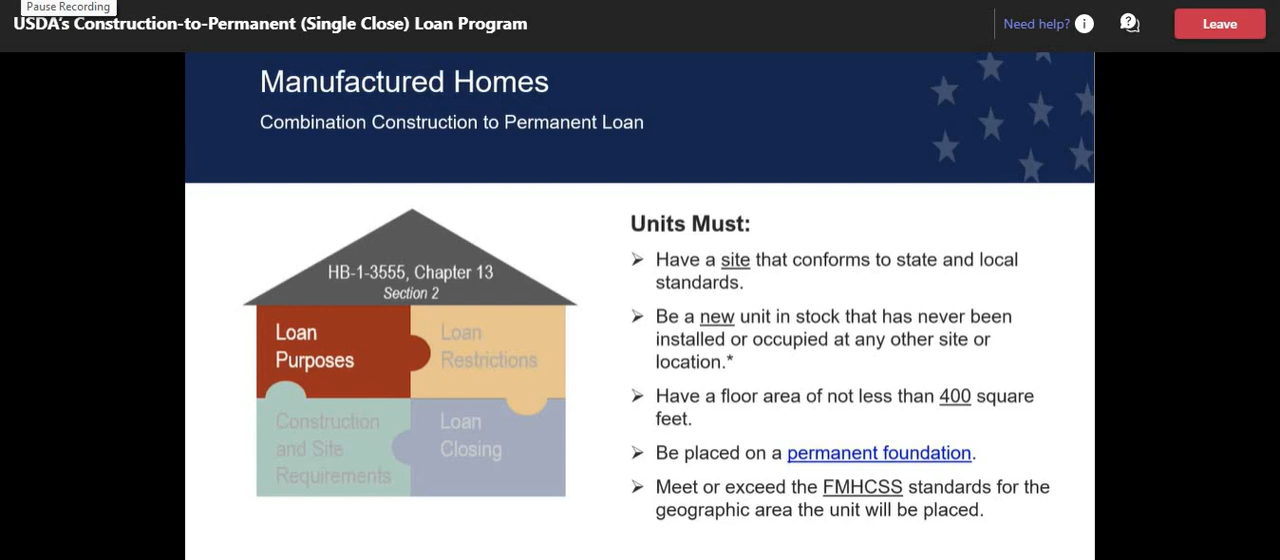 Pause Recording
USDA's Construction-to-Permanent (Single Close) Loan Program
Need help?
Leave
Manufactured Homes
Combination Construction to Permanent Loan
HB-1-3555, Chapter 13
Section 2
Loan
Purposes
Loan
Restrictions
Construction
and Site
Requirements
Loan
Closing
Units Must:
➢ Have a site that conforms to state and local
standards.
➢ Be a new unit in stock that has never been
installed or occupied at any other site or
location.*
➢ Have a floor area of not less than 400 square
feet.
➢ Be placed on a permanent foundation.
➢ Meet or exceed the FMHCSS standards for the
geographic area the unit will be placed.